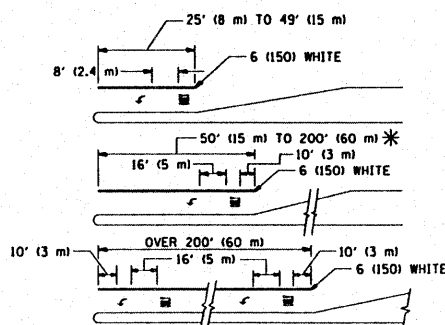 25' (8 m) TO 49' (15 m)
8' (2.4 m)
6 (150) WHITE
50' (15 m) TO 200' (60 m) *
16' (5 m)
10' (3 m)
6 (150) WHITE
OVER 200' (60 m)
10' (3 m)
16' (5 m)
10' (3 m)
6 (150) WHITE